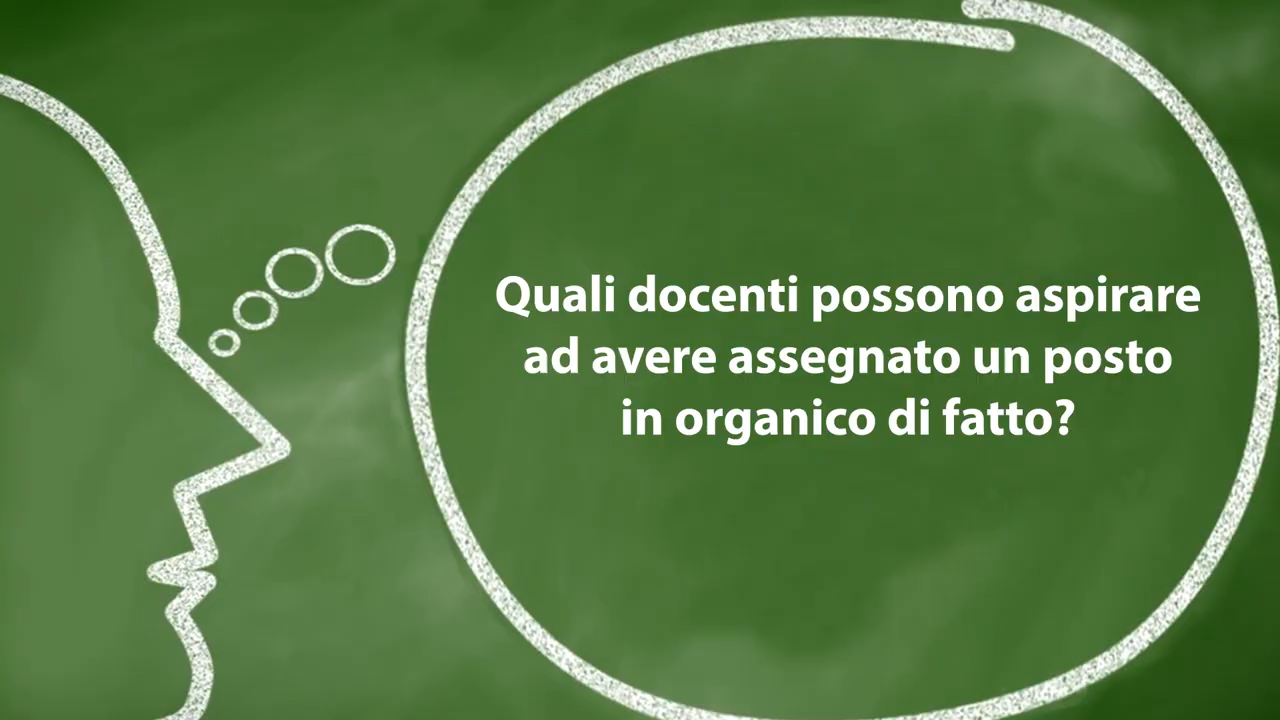 Quali docenti possono aspirare
ad avere assegnato un posto
in organico di fatto?